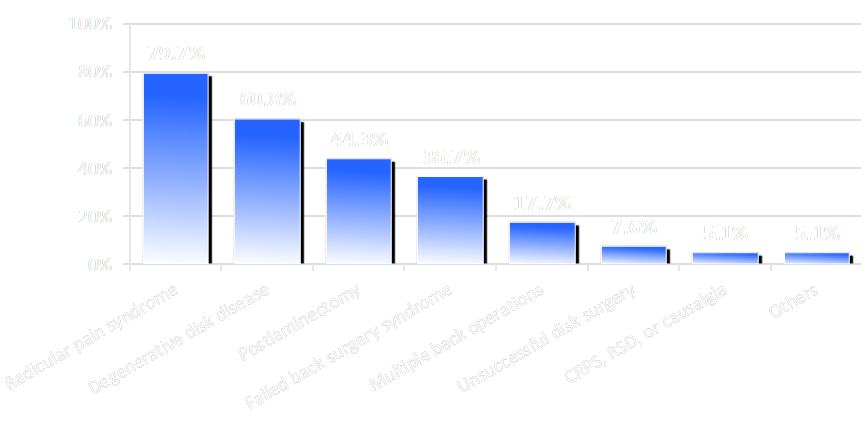 100%
80%
60%
40%
20%
0%
79.7%
60.8%
44.3%
36.7%
17.7%
7.6%
5.1%
5.1%
Radicular pain syndrome
Degenerative disk disease
Postlaminectomy
Failed back surgery syndrome
Multiple back operations
Unsuccessful disk surgery
CRPS, RSD, or causalgia
Others